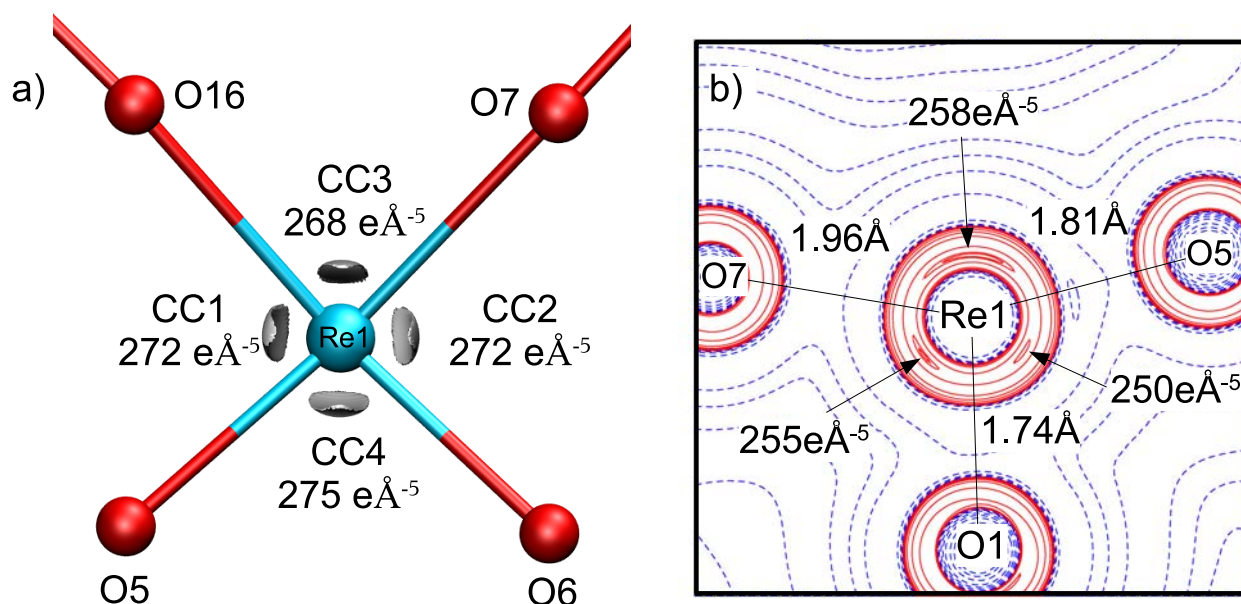 a)
O16
O7
CC3
268 eÅ⁻⁵
CC1
272 eÅ⁻⁵
Re1
CC2
272 eÅ⁻⁵
CC4
275 eÅ⁻⁵
O5
O6
b)
258eÅ⁻⁵
1.96Å
1.81Å
O7
O5
Re1
255eÅ⁻⁵
250eÅ⁻⁵
1.74Å
O1